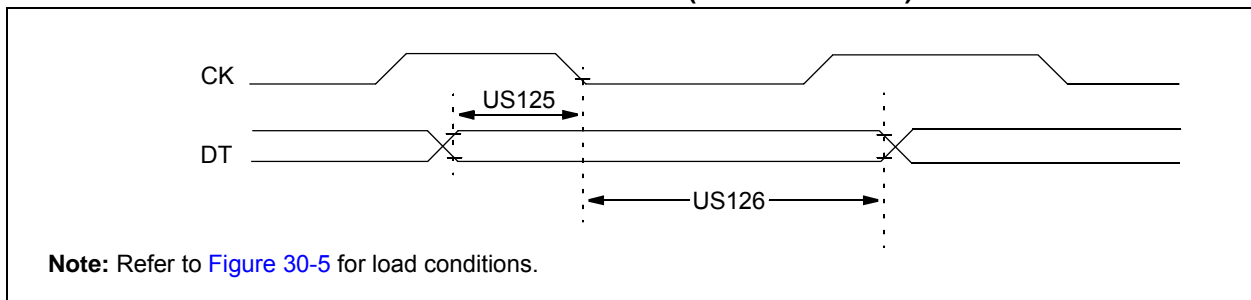 CK
US125
DT
US126
Note: Refer to Figure 30-5 for load conditions.